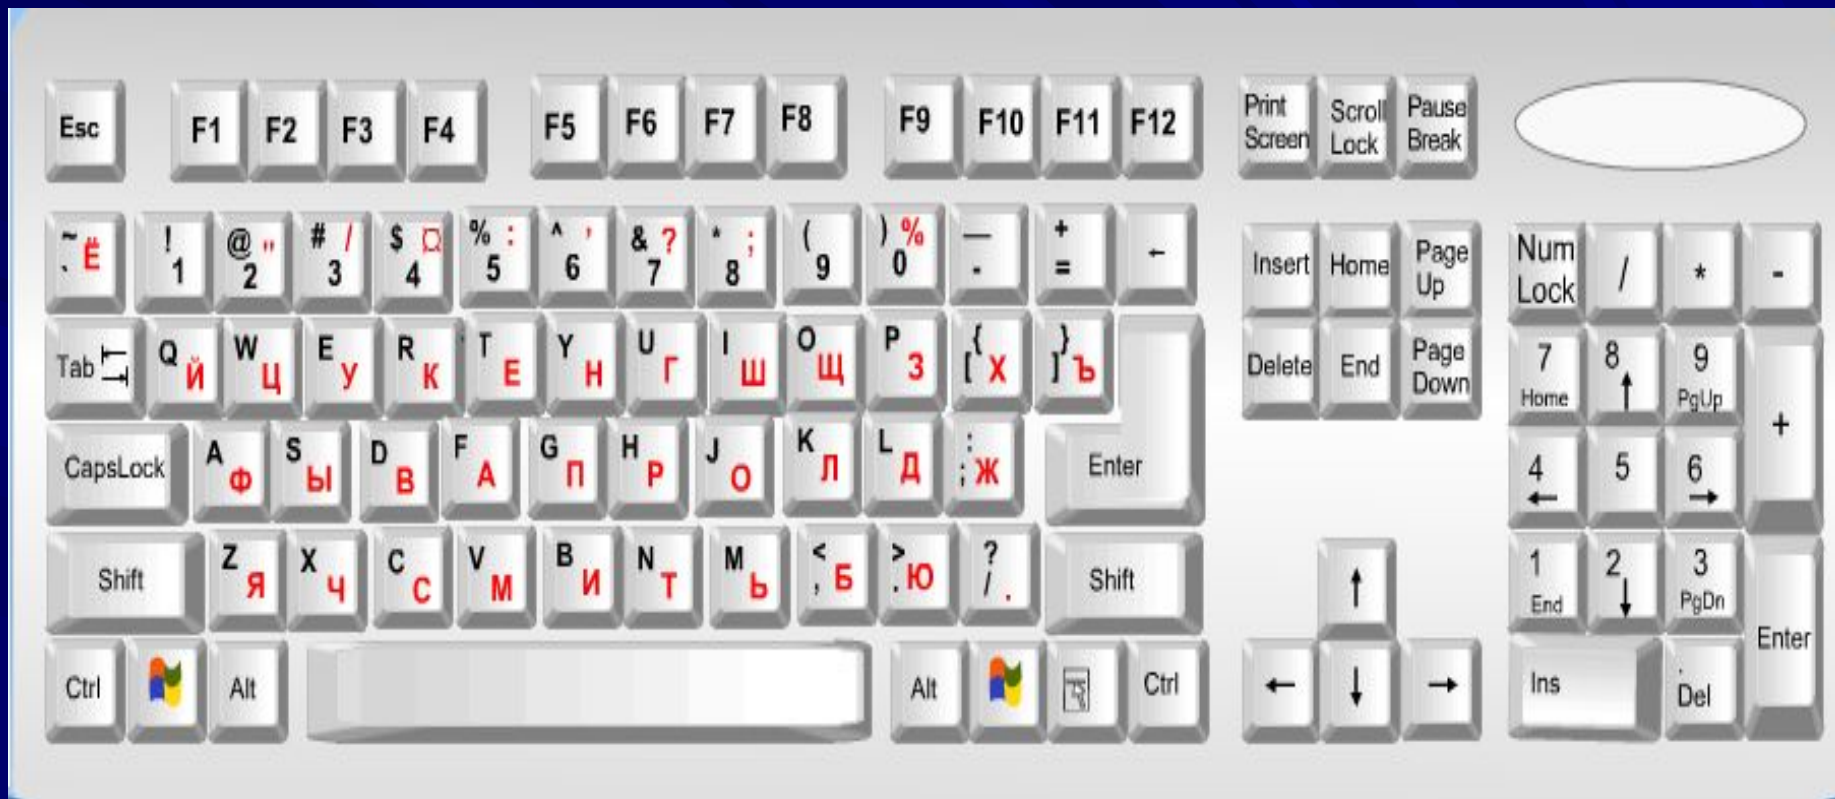 Esc F1 F2 F3 F4 F5 F6 F7 F8 F9 F10 F11 F12 Print Screen Scroll Lock Pause Break
~ ` Ё ! 1 @ " 2 # / 3 $ ¤ 4 % : 5 ^ ' 6 & ? 7 * ; 8 ( 9 ) % 0 — - + = ← Insert Home Page Up Num Lock / * -
Tab Q Й W Ц E У R К T Е Y Н U Г I Ш O Щ P З { [ Х } ] Ъ Delete End Page Down 7 Home 8 ↑ 9 PgUp +
CapsLock A Ф S Ы D В F А G П H Р J О K Л L Д : ; Ж Enter 4 ← 5 6 →
Shift Z Я X Ч C С V М B И N Т M Ь < , Б > . Ю ? / . Shift ↑ 1 End 2 ↓ 3 PgDn Enter
Ctrl Alt Alt Ctrl ← ↓ → Ins . Del